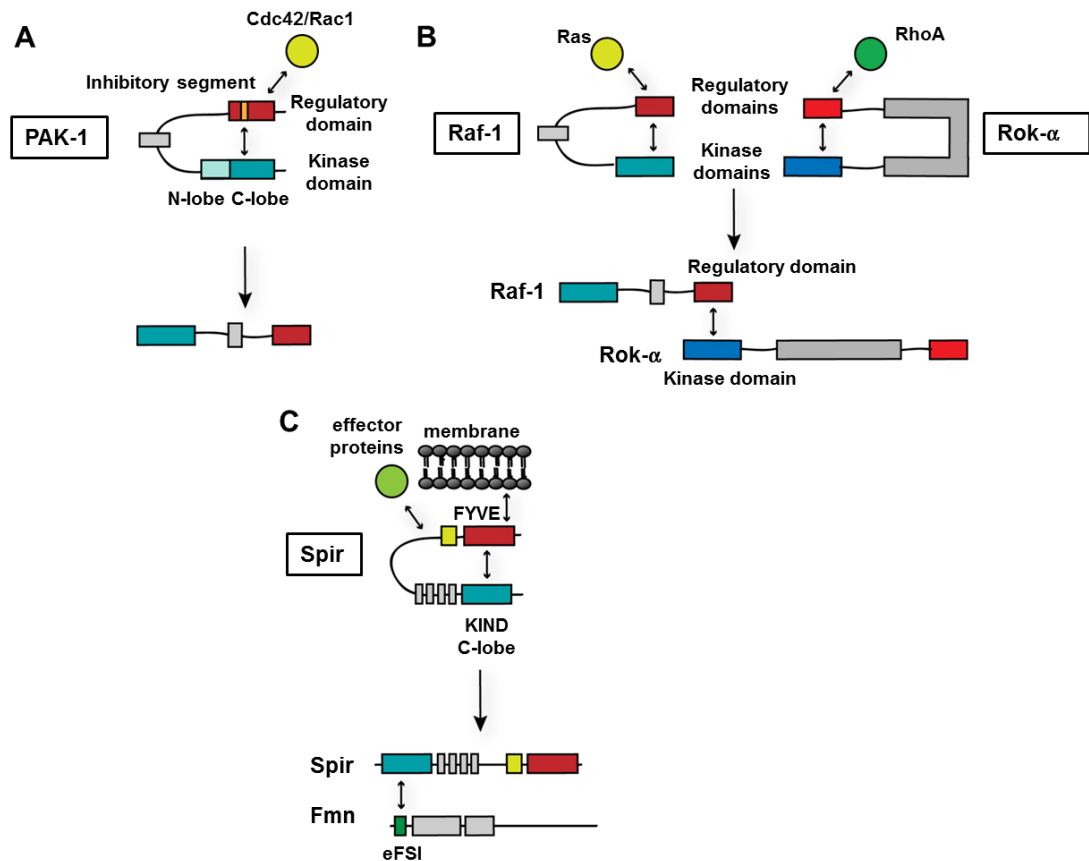 A
Cdc42/Rac1
Inhibitory segment
Regulatory
domain
PAK-1
Kinase
domain
N-lobe C-lobe
B
Ras
RhoA
Regulatory
domains
Raf-1
Rok-α
Kinase
domains
Regulatory domain
Raf-1
Rok-α
Kinase domain
C
effector
proteins
membrane
FYVE
Spir
KIND
C-lobe
Spir
Fmn
eFSI